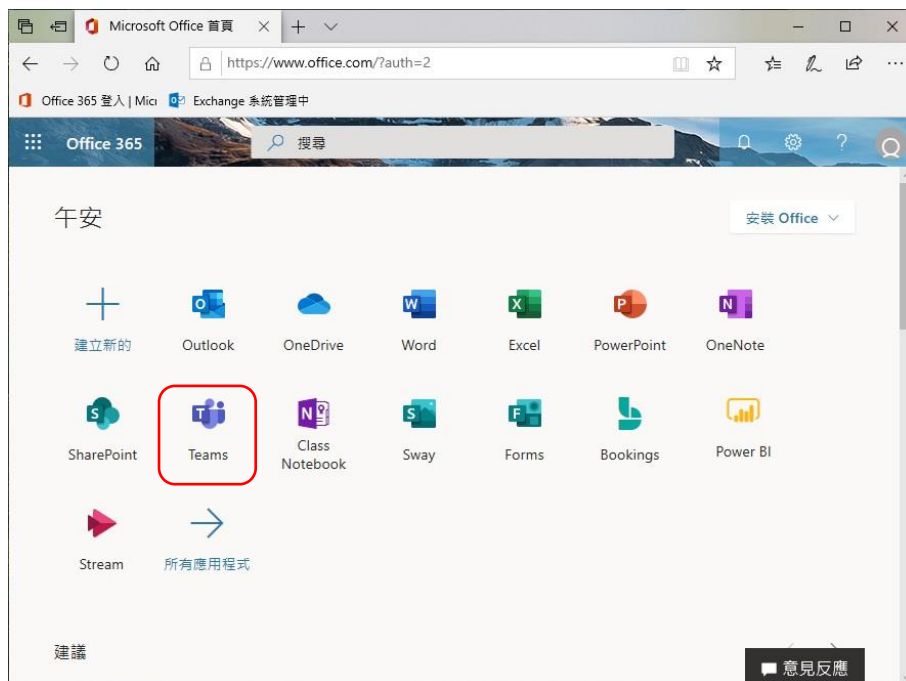 Microsoft Office 首頁
https://www.office.com/?auth=2
Office 365 登入 | Mici Exchange 系統管理中
Office 365 搜尋
午安
安裝 Office
建立新的 Outlook OneDrive Word Excel PowerPoint OneNote
SharePoint Teams Class Notebook Sway Forms Bookings Power BI
Stream 所有應用程式
建議
意見反應